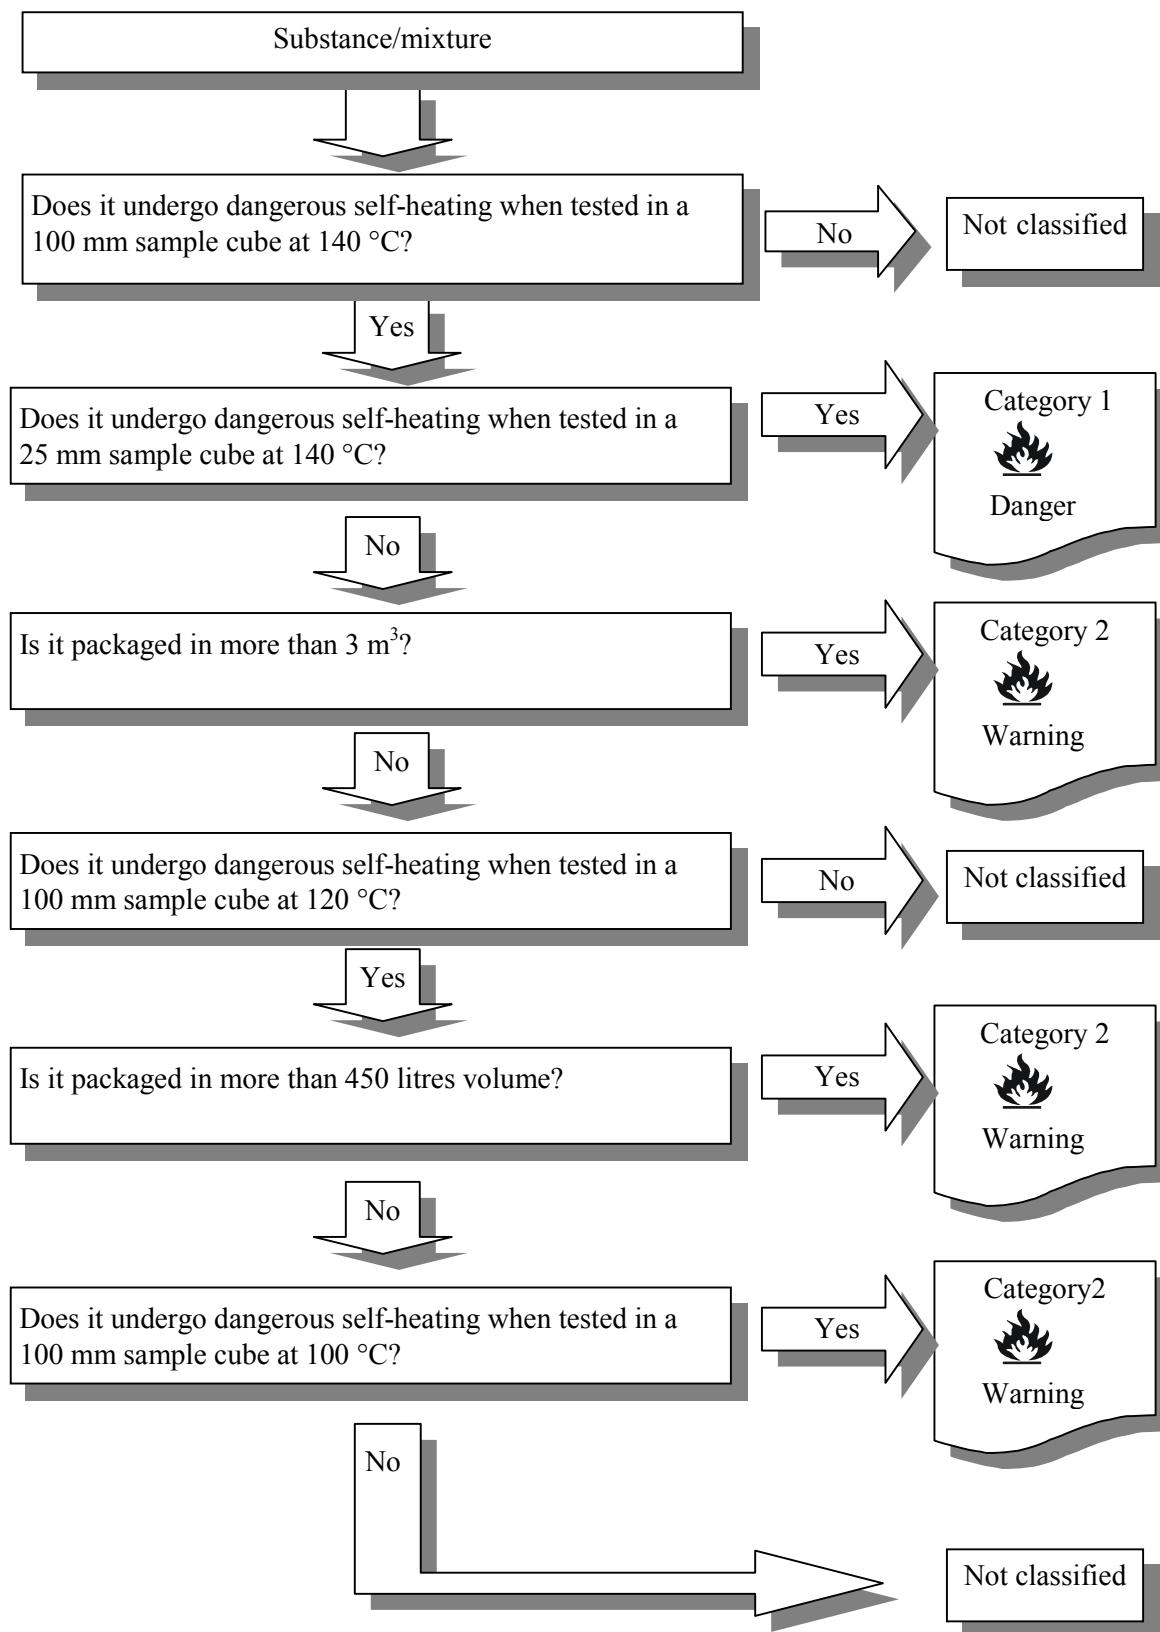 Substance/mixture
Does it undergo dangerous self-heating when tested in a
100 mm sample cube at 140 °C?
No
Not classified
Yes
Does it undergo dangerous self-heating when tested in a
25 mm sample cube at 140 °C?
Yes
Category 1
Danger
No
Is it packaged in more than 3 m³?
Yes
Category 2
Warning
No
Does it undergo dangerous self-heating when tested in a
100 mm sample cube at 120 °C?
No
Not classified
Yes
Is it packaged in more than 450 litres volume?
Yes
Category 2
Warning
No
Does it undergo dangerous self-heating when tested in a
100 mm sample cube at 100 °C?
Yes
Category2
Warning
No
Not classified